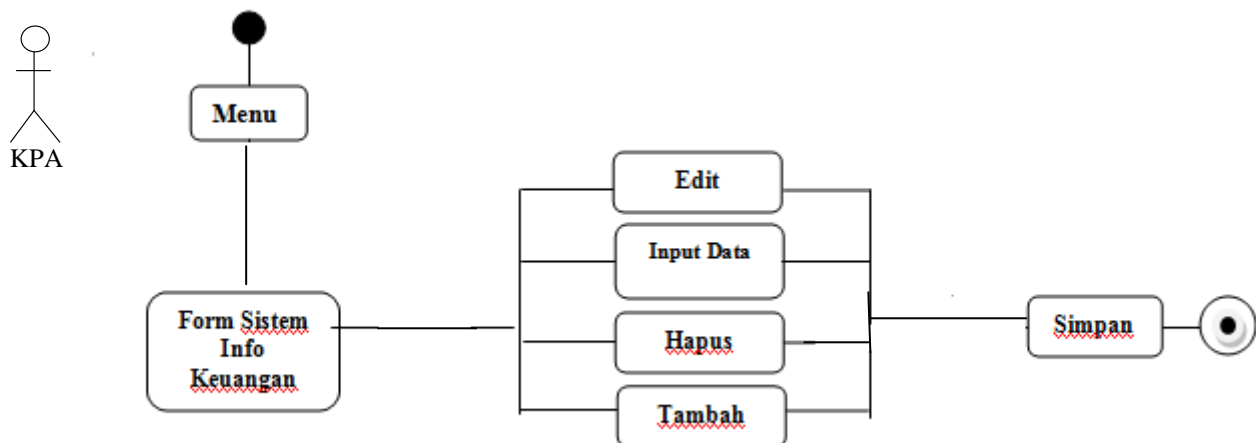 KPA
Menu
Form Sistem
Info
Keuangan
Edit
Input Data
Hapus
Tambah
Simpan